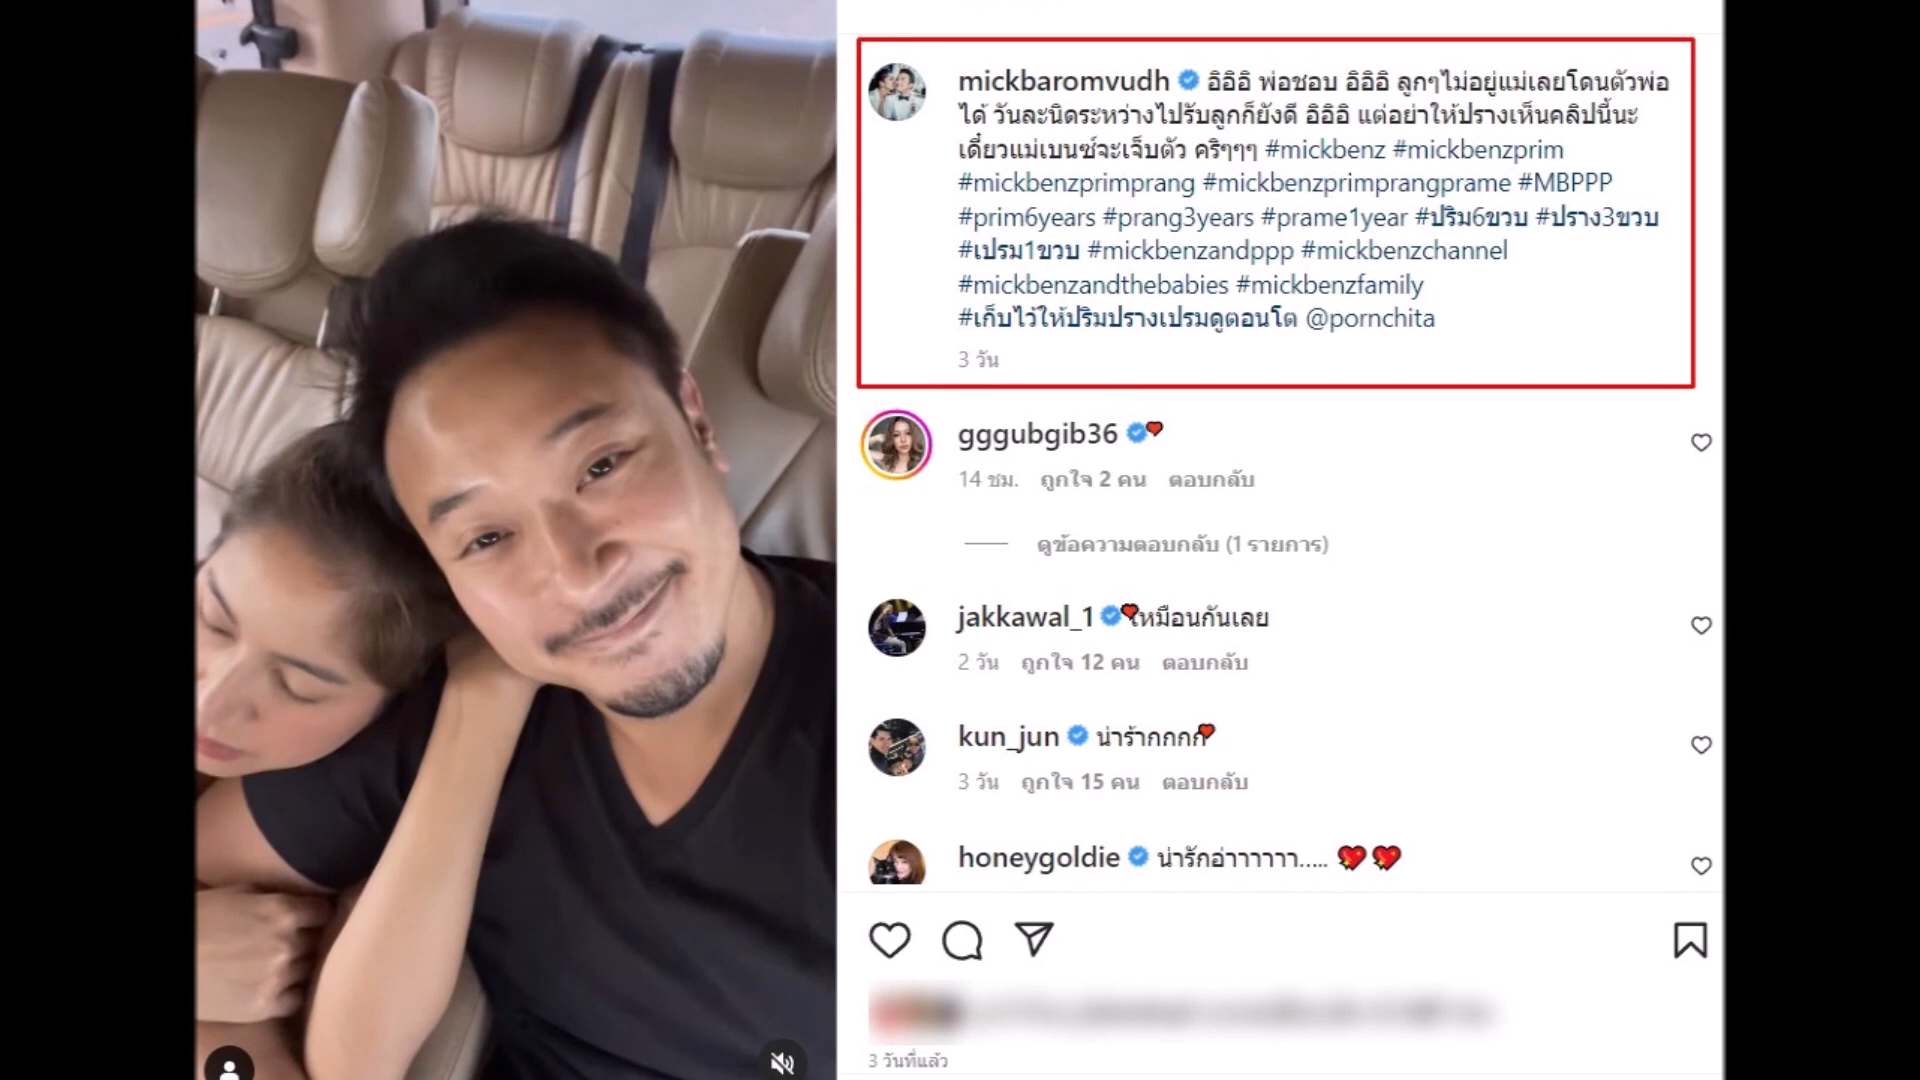 mickbaromvudh อิอิอิ พ่อชอบ อิอิอิ ลูกๆไม่อยู่แม่เลยโดนตัวพ่อ
ได้ วันละนิดระหว่างไปรับลูกก็ยังดี อิอิอิ แต่อย่าให้ปรางเห็นคลิปนี้นะ
เดี๋ยวแม่เบนซ์จะเจ็บตัว คริๆๆๆ #mickbenz #mickbenzprim
#mickbenzprimprang #mickbenzprimprangprame #MBPPP
#prim6years #prang3years #prame1year #ปริม6ขวบ #ปราง3ขวบ
#เปรม1ขวบ #mickbenzandppp #mickbenzchannel
#mickbenzandthebabies #mickbenzfamily
#เก็บไว้ให้ปริมปรางเปรมดูตอนโต @pornchita
3 วัน
gggubgib36
14 ชม. ถูกใจ 2 คน ตอบกลับ
ดูข้อความตอบกลับ (1 รายการ)
jakkawal_1 เหมือนกันเลย
2 วัน ถูกใจ 12 คน ตอบกลับ
kun_jun น่าร้ากกกก
3 วัน ถูกใจ 15 คน ตอบกลับ
honeygoldie น่ารักอ่าาาาาา.....
3 วันที่แล้ว